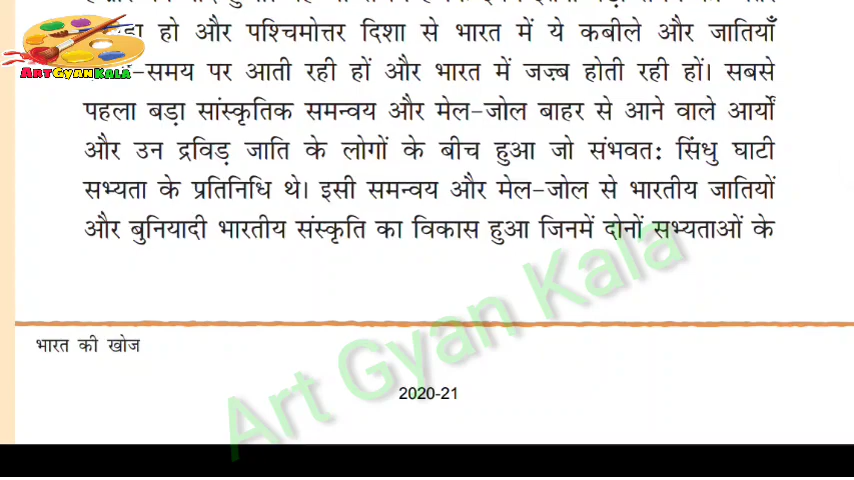 हो और पश्चिमोत्तर दिशा से भारत में ये कबीले और जातियाँ
-समय पर आती रही हों और भारत में जज़्ब होती रही हों। सबसे
पहला बड़ा सांस्कृतिक समन्वय और मेल-जोल बाहर से आने वाले आर्यों
और उन द्रविड़ जाति के लोगों के बीच हुआ जो संभवतः सिंधु घाटी
सभ्यता के प्रतिनिधि थे। इसी समन्वय और मेल-जोल से भारतीय जातियों
और बुनियादी भारतीय संस्कृति का विकास हुआ जिनमें दोनों सभ्यताओं के
भारत की खोज
2020-21
ArtGyanKala
Art Gyan Kala